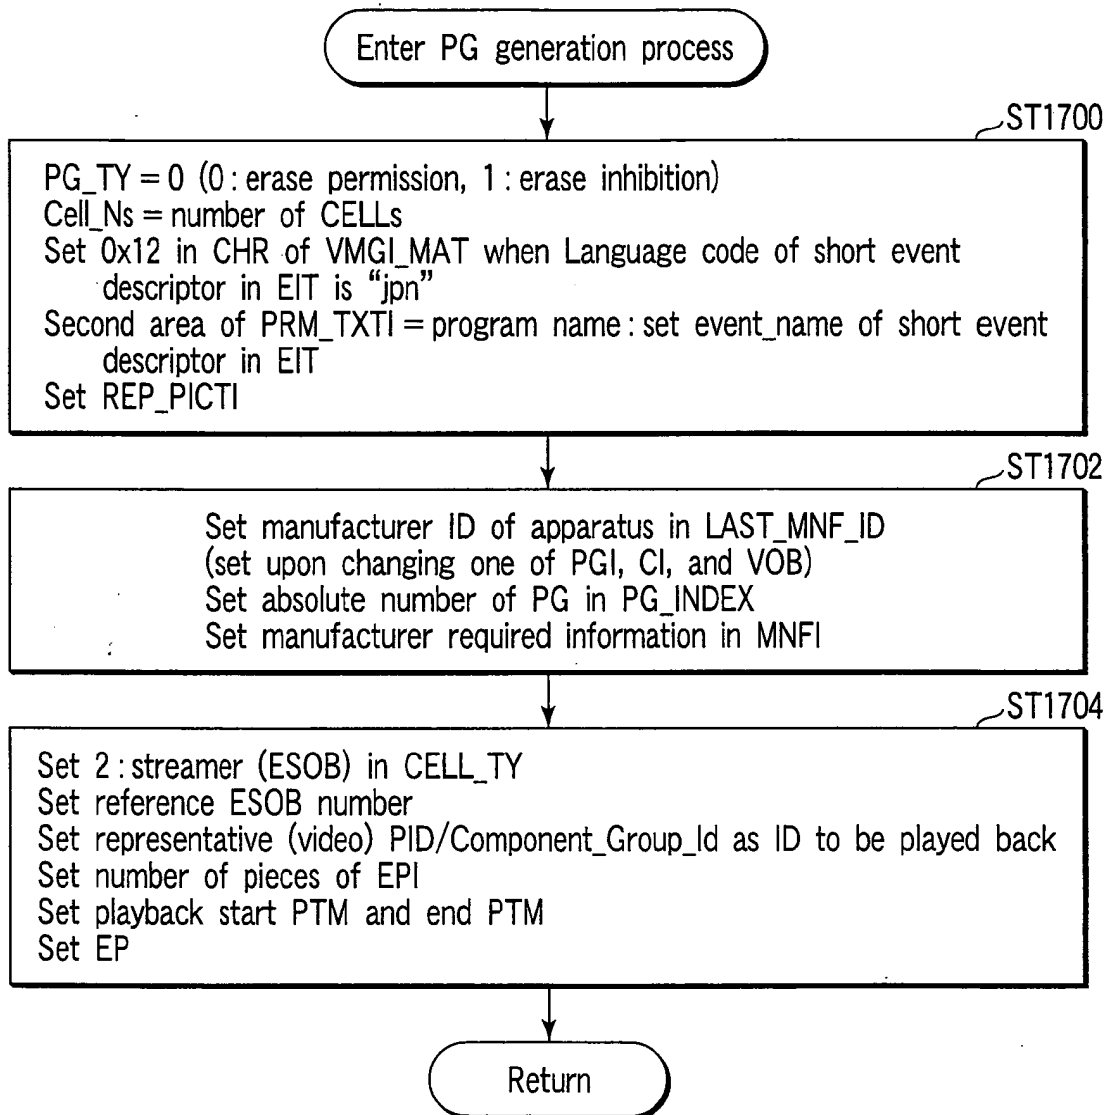 Enter PG generation process
ST1700
PG_TY = 0 (0 : erase permission, 1 : erase inhibition)
Cell_Ns = number of CELLs
Set 0x12 in CHR of VMGI_MAT when Language code of short event
descriptor in EIT is “jpn”
Second area of PRM_TXTI = program name : set event_name of short event
descriptor in EIT
Set REP_PICTI
ST1702
Set manufacturer ID of apparatus in LAST_MNF_ID
(set upon changing one of PGI, CI, and VOB)
Set absolute number of PG in PG_INDEX
Set manufacturer required information in MNFI
ST1704
Set 2 : streamer (ESOB) in CELL_TY
Set reference ESOB number
Set representative (video) PID/Component_Group_Id as ID to be played back
Set number of pieces of EPI
Set playback start PTM and end PTM
Set EP
Return